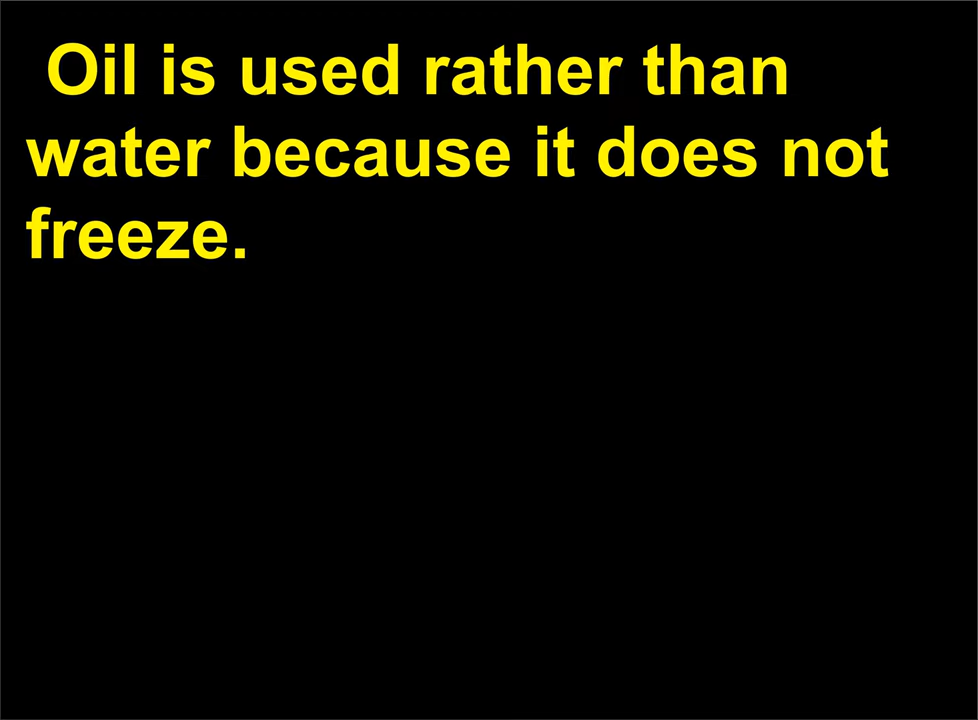 Oil is used rather than
water because it does not
freeze.